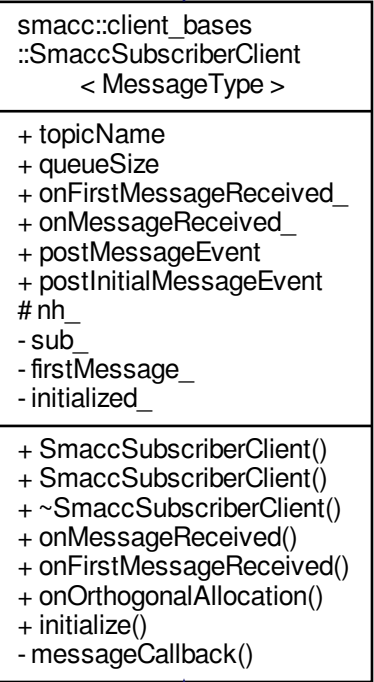 smacc::client_bases
::SmaccSubscriberClient
< MessageType >
+ topicName
+ queueSize
+ onFirstMessageReceived_
+ onMessageReceived_
+ postMessageEvent
+ postInitialMessageEvent
# nh_
- sub_
- firstMessage_
- initialized_
+ SmaccSubscriberClient()
+ SmaccSubscriberClient()
+ ~SmaccSubscriberClient()
+ onMessageReceived()
+ onFirstMessageReceived()
+ onOrthogonalAllocation()
+ initialize()
- messageCallback()